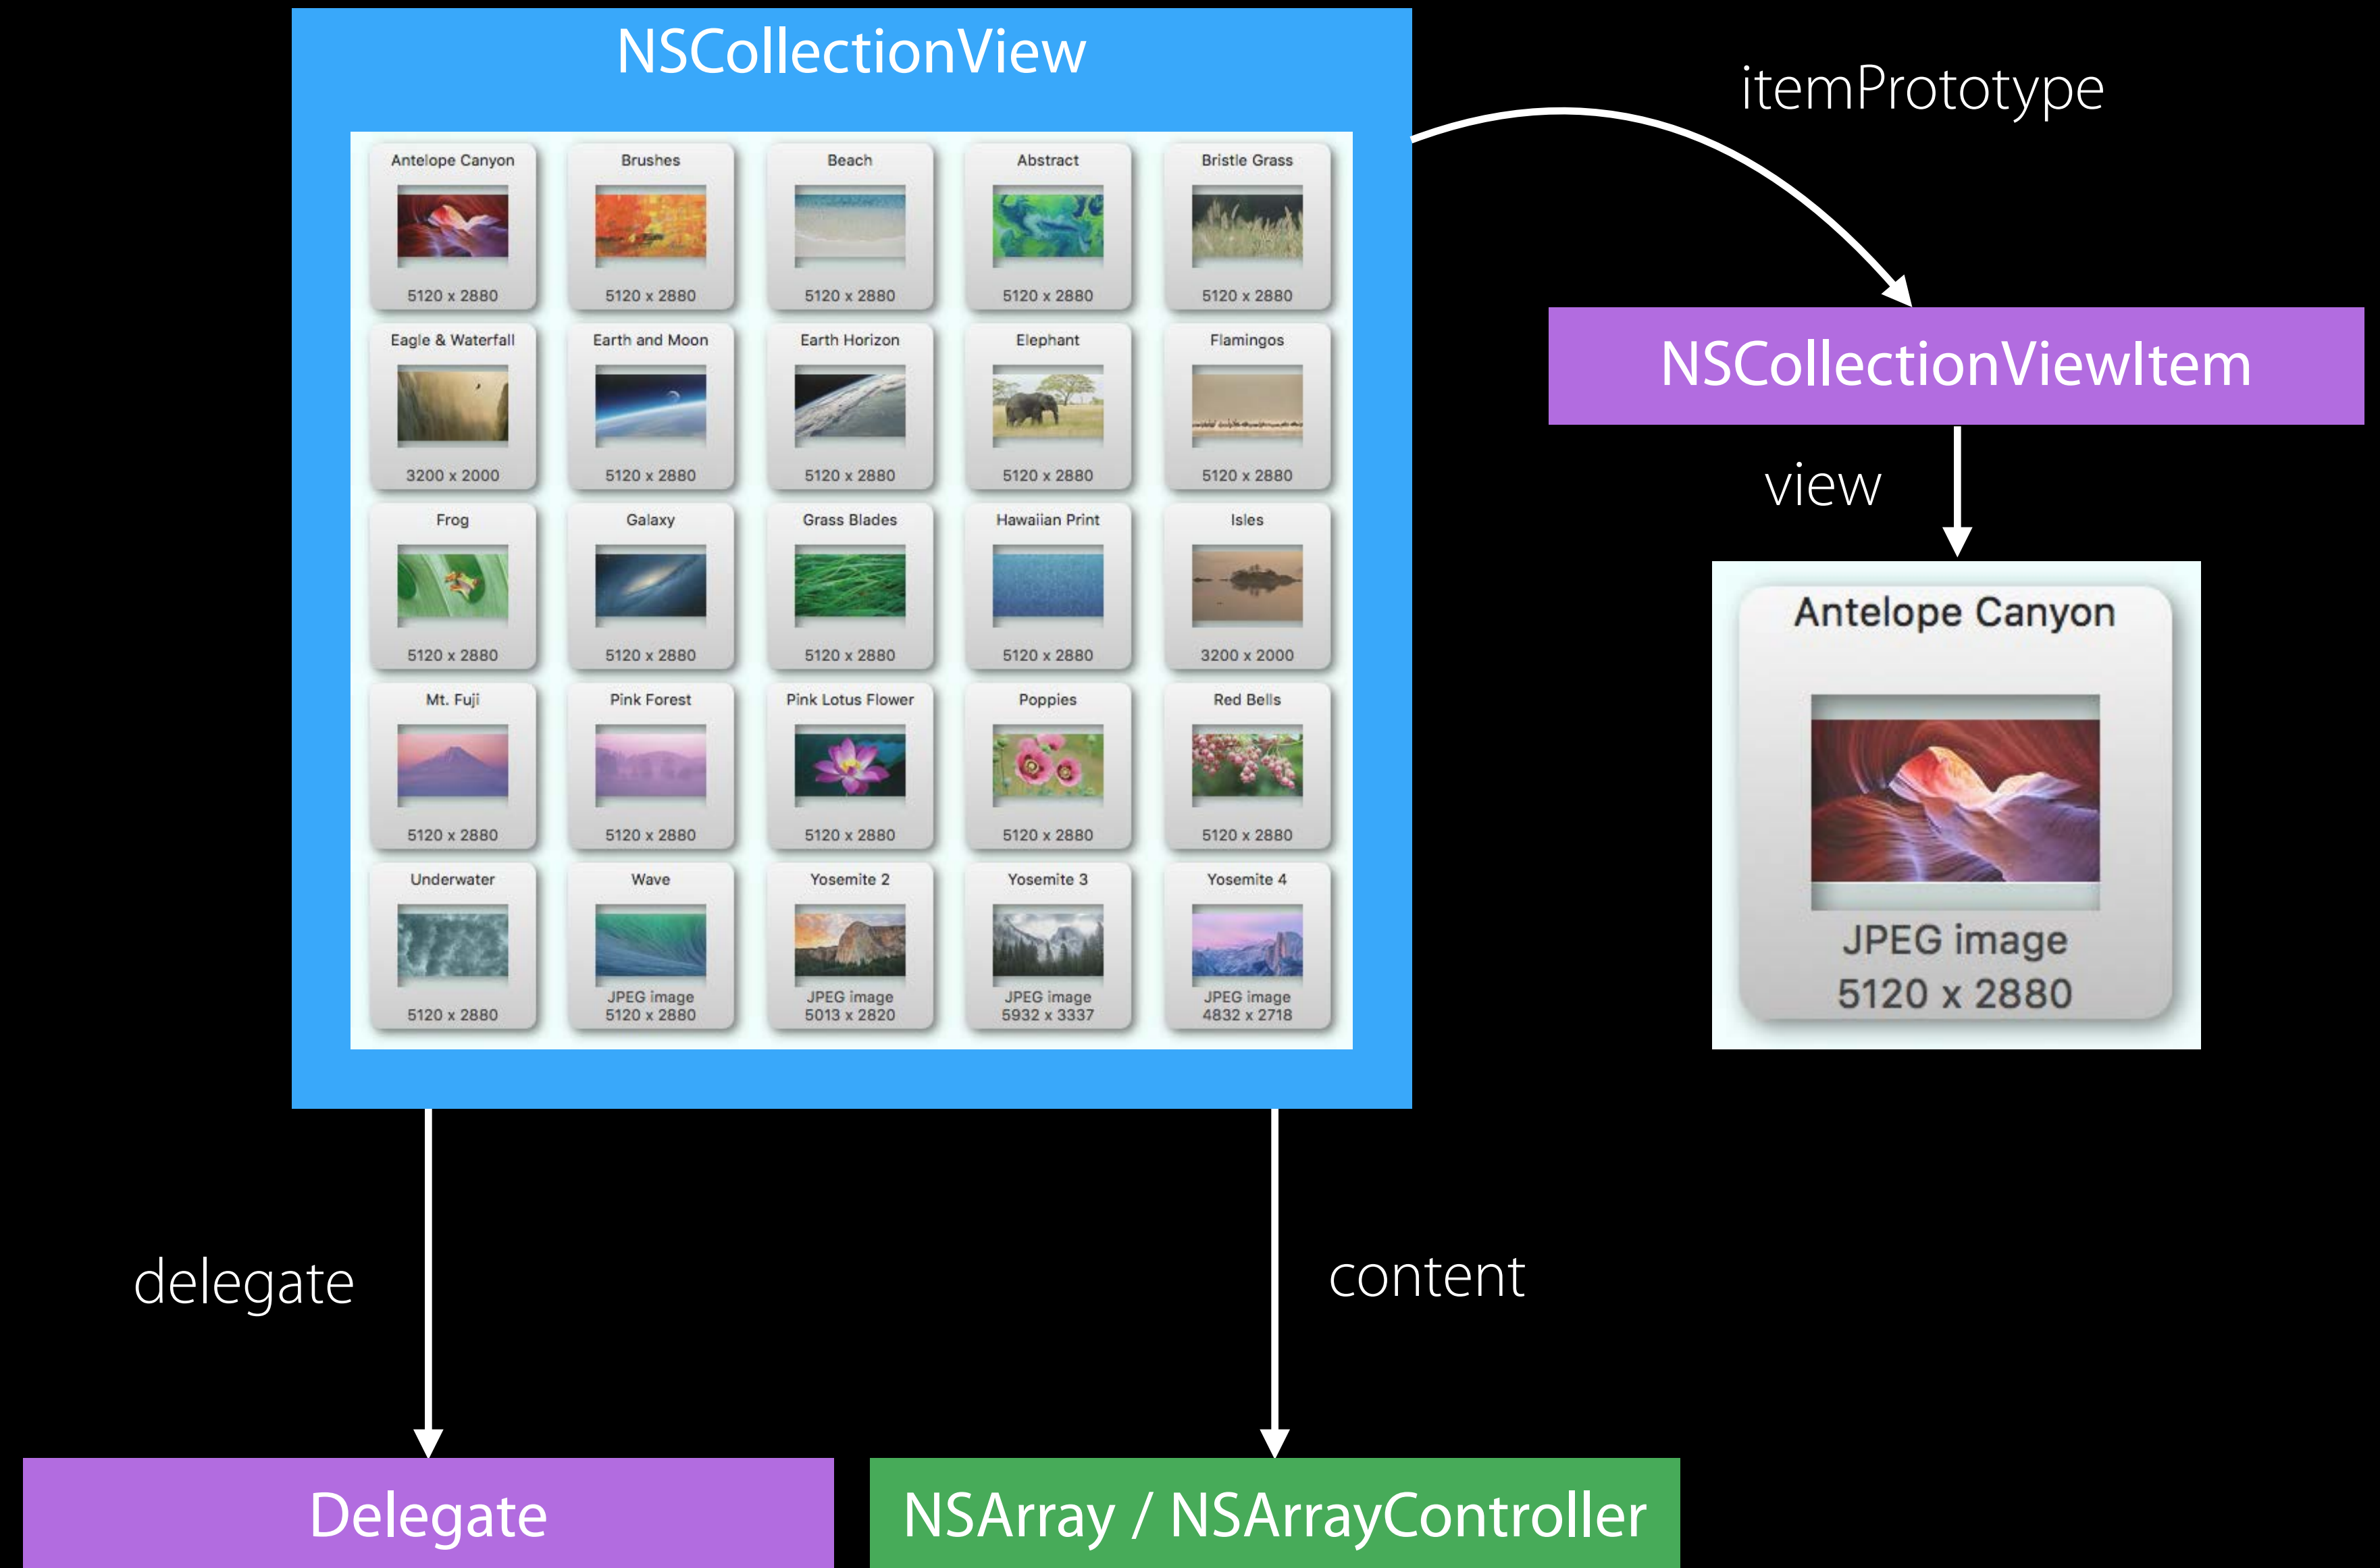 NSCollectionView
itemPrototype
Antelope Canyon
Brushes
Beach
Abstract
Bristle Grass
5120 x 2880
5120 x 2880
5120 x 2880
5120 x 2880
5120 x 2880
Eagle & Waterfall
Earth and Moon
Earth Horizon
Elephant
Flamingos
3200 x 2000
5120 x 2880
5120 x 2880
5120 x 2880
5120 x 2880
Frog
Galaxy
Grass Blades
Hawaiian Print
Isles
5120 x 2880
5120 x 2880
5120 x 2880
5120 x 2880
3200 x 2000
Mt. Fuji
Pink Forest
Pink Lotus Flower
Poppies
Red Bells
5120 x 2880
5120 x 2880
5120 x 2880
5120 x 2880
5120 x 2880
Underwater
Wave
Yosemite 2
Yosemite 3
Yosemite 4
5120 x 2880
JPEG image
5120 x 2880
JPEG image
5013 x 2820
JPEG image
5932 x 3337
JPEG image
4832 x 2718
NSCollectionViewItem
view
Antelope Canyon
JPEG image
5120 x 2880
delegate
content
Delegate
NSArray / NSArrayController